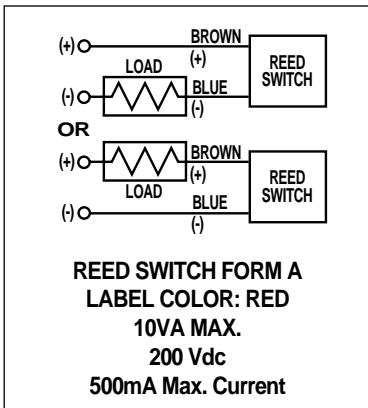 (+) BROWN
(+)
LOAD
REED
SWITCH
(-) BLUE
(-)
OR
(+) BROWN
(+)
LOAD
REED
SWITCH
BLUE
(-)
(-)
REED SWITCH FORM A
LABEL COLOR: RED
10VA MAX.
200 Vdc
500mA Max. Current